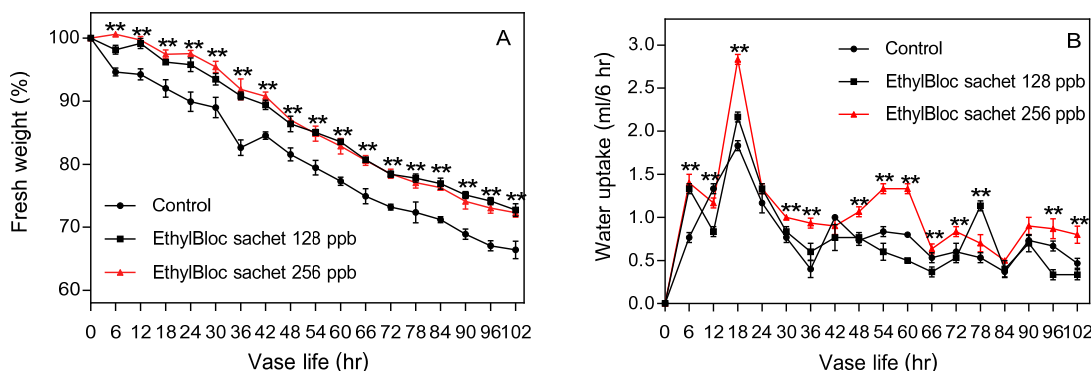 A
Fresh weight (%)
100
90
80
70
60
** ** ** ** ** ** ** ** ** ** ** ** ** ** ** ** **
Control
EthylBloc sachet 128 ppb
EthylBloc sachet 256 ppb
0 6 12 18 24 30 36 42 48 54 60 66 72 78 84 90 96 102
Vase life (hr)
B
Water uptake (ml/6 hr)
3.0
2.5
2.0
1.5
1.0
0.5
0.0
** ** ** ** ** ** ** ** ** ** ** ** **
Control
EthylBloc sachet 128 ppb
EthylBloc sachet 256 ppb
0 6 12 18 24 30 36 42 48 54 60 66 72 78 84 90 96 102
Vase life (hr)